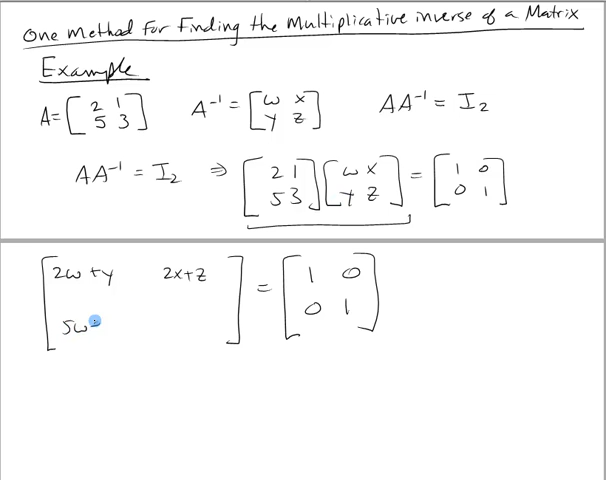 One Method For Finding the Multiplicative inverse of a Matrix
Example
A = [ 2 1 A⁻¹ = [ w x AA⁻¹ = I₂
5 3 ] y z ]
AA⁻¹ = I₂ ⇒ [ 2 1 ] [ w x ] = [ 1 0
5 3 y z 0 1 ]
[ 2w + y 2x + z ] = [ 1 0
5w 0 1 ]